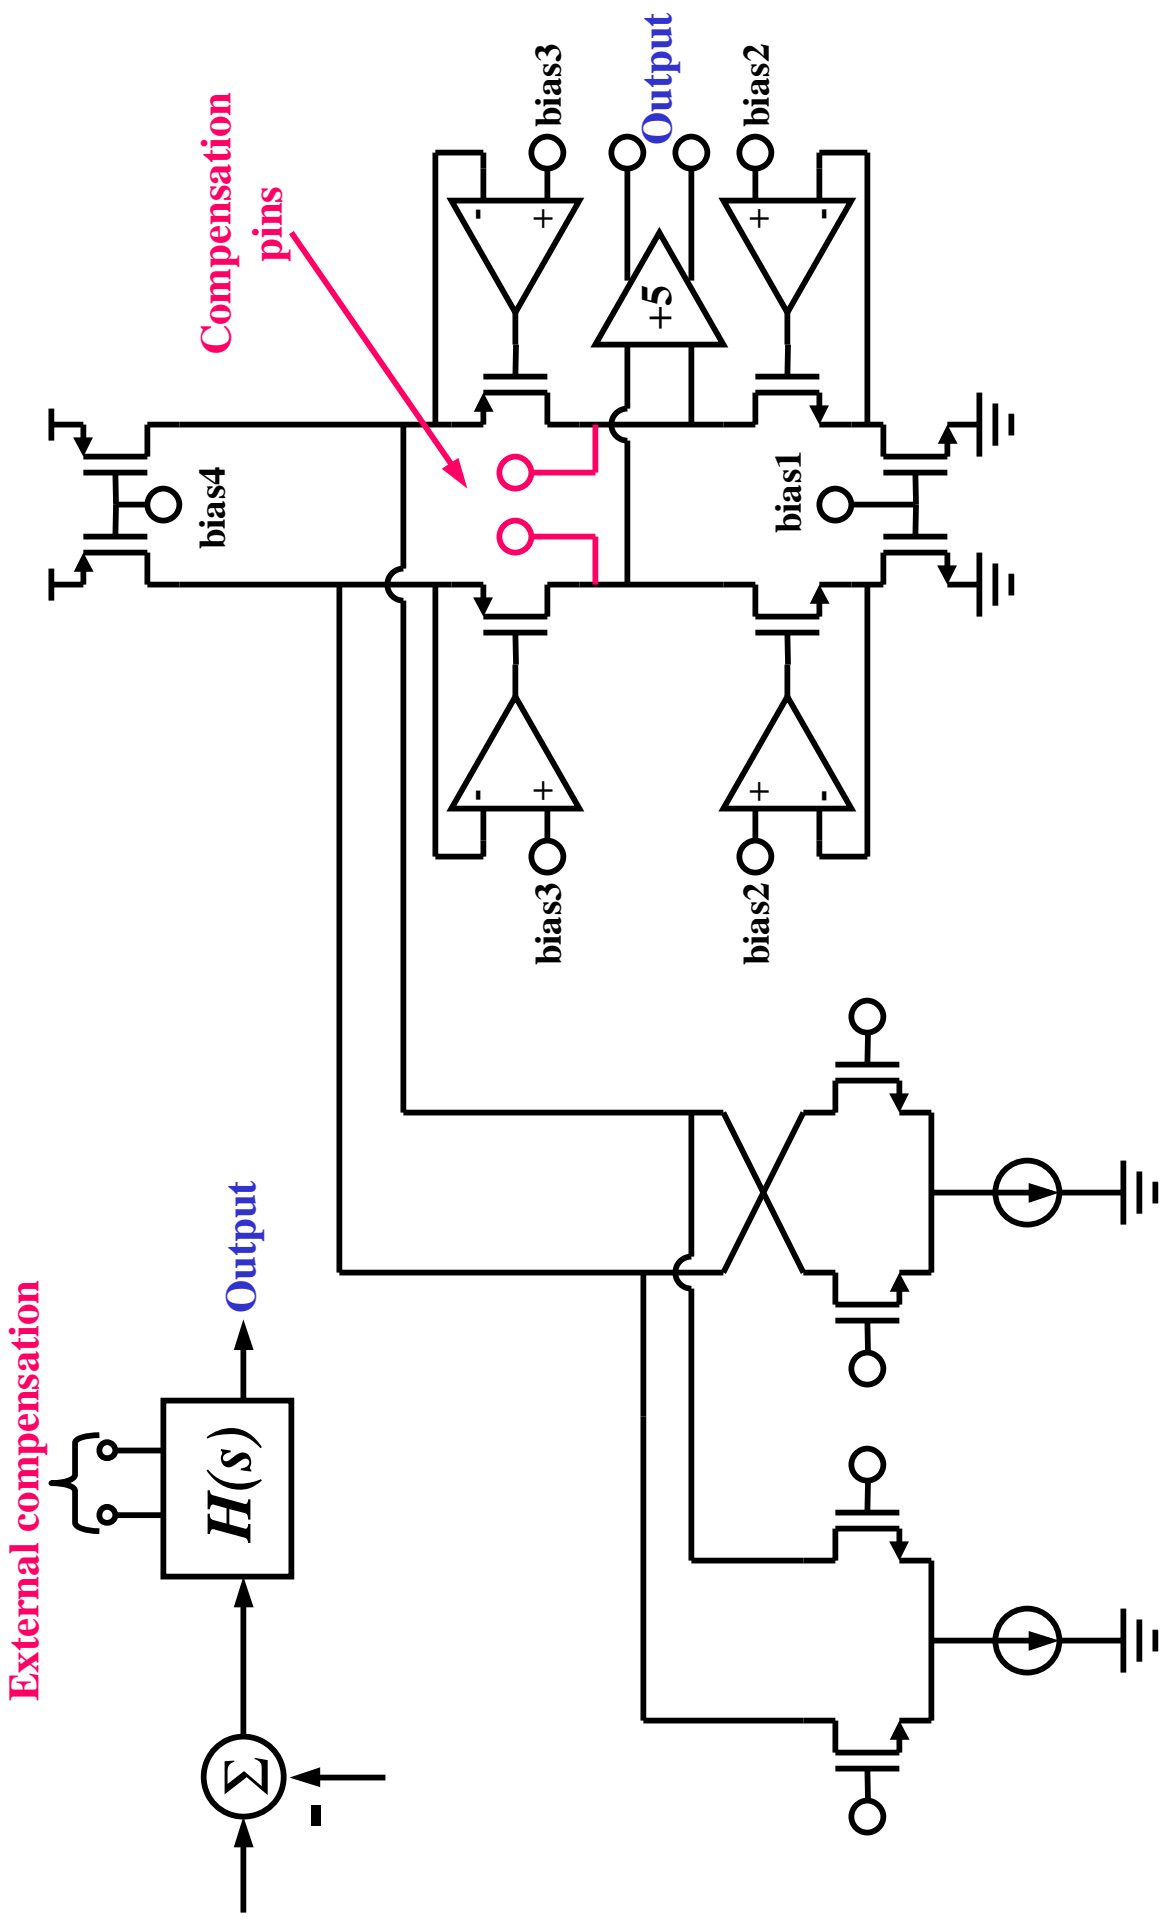 External compensation
Σ
-
H(s)
Output
Compensation
pins
bias4
bias3
-
+
-
+
bias3
+5
Output
bias2
+
-
+
-
bias2
bias1